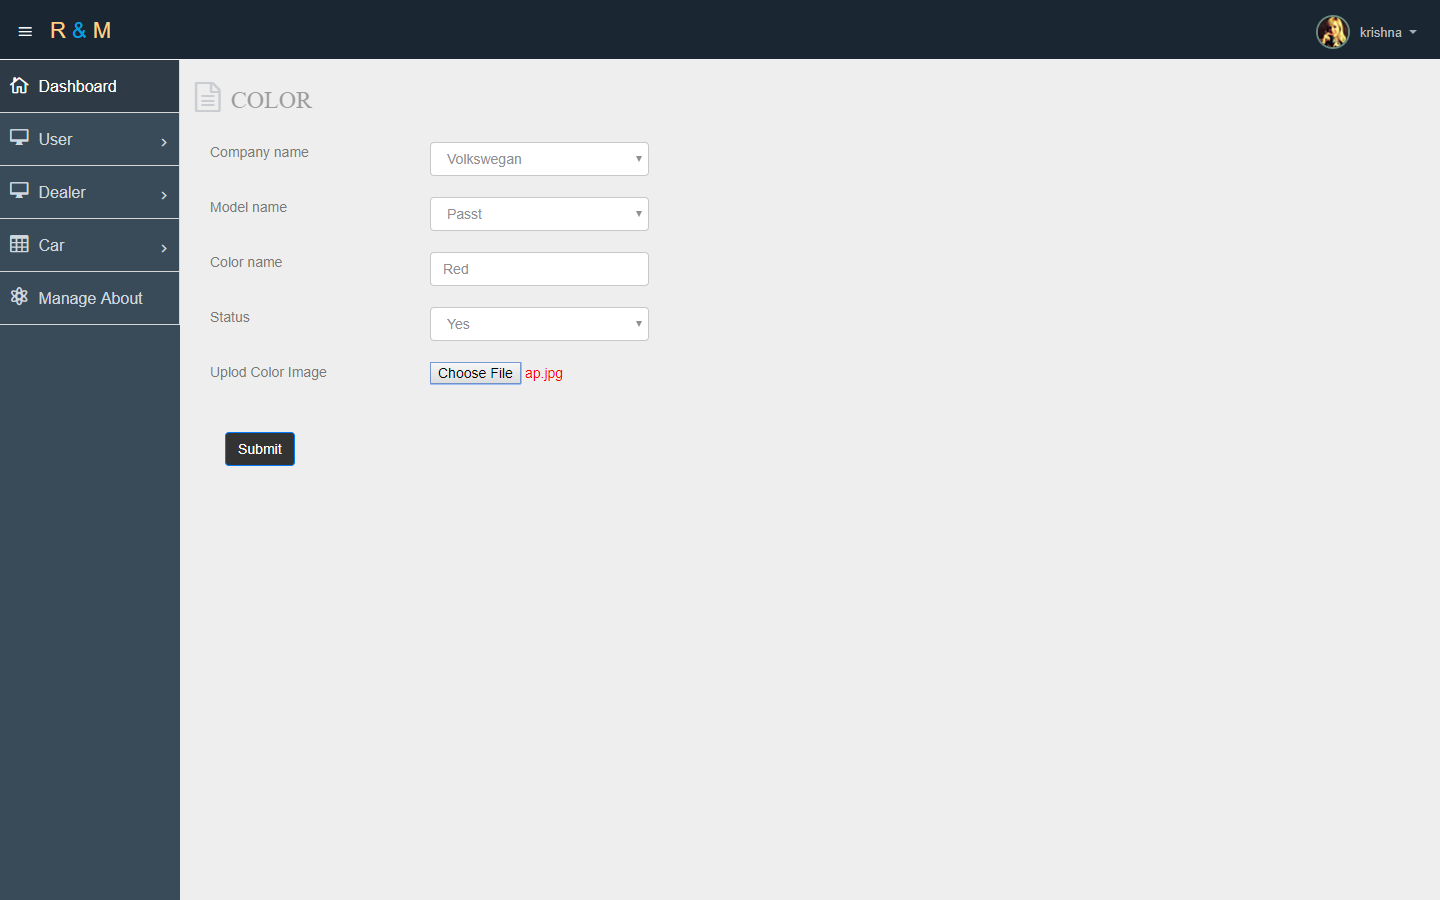 R & M
krishna
Dashboard
User
Dealer
Car
Manage About
COLOR
Company name
Volkswegan
Model name
Passt
Color name
Red
Status
Yes
Uplod Color Image
Choose File ap.jpg
Submit